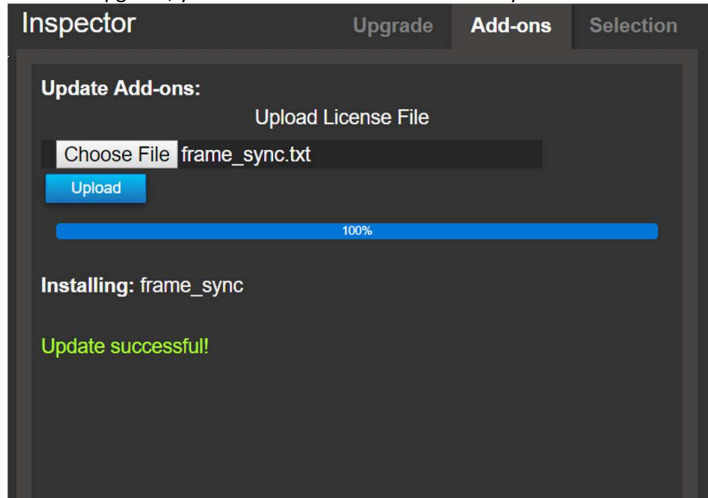 Inspector Upgrade Add-ons Selection
Update Add-ons:
Upload License File
Choose File frame_sync.txt
Upload
100%
Installing: frame_sync
Update successful!